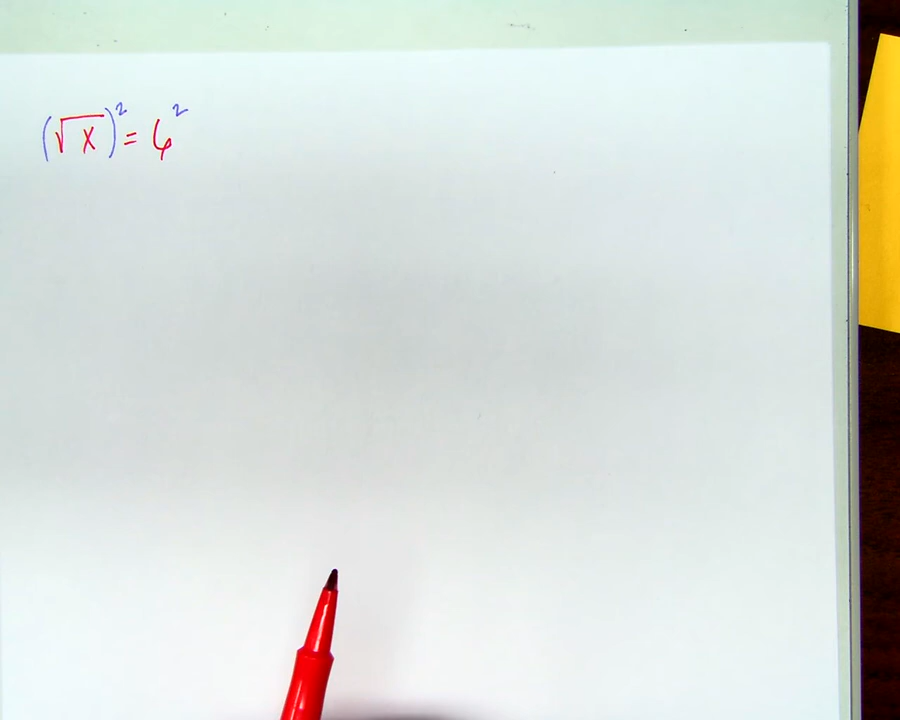 (√x)² = 6²